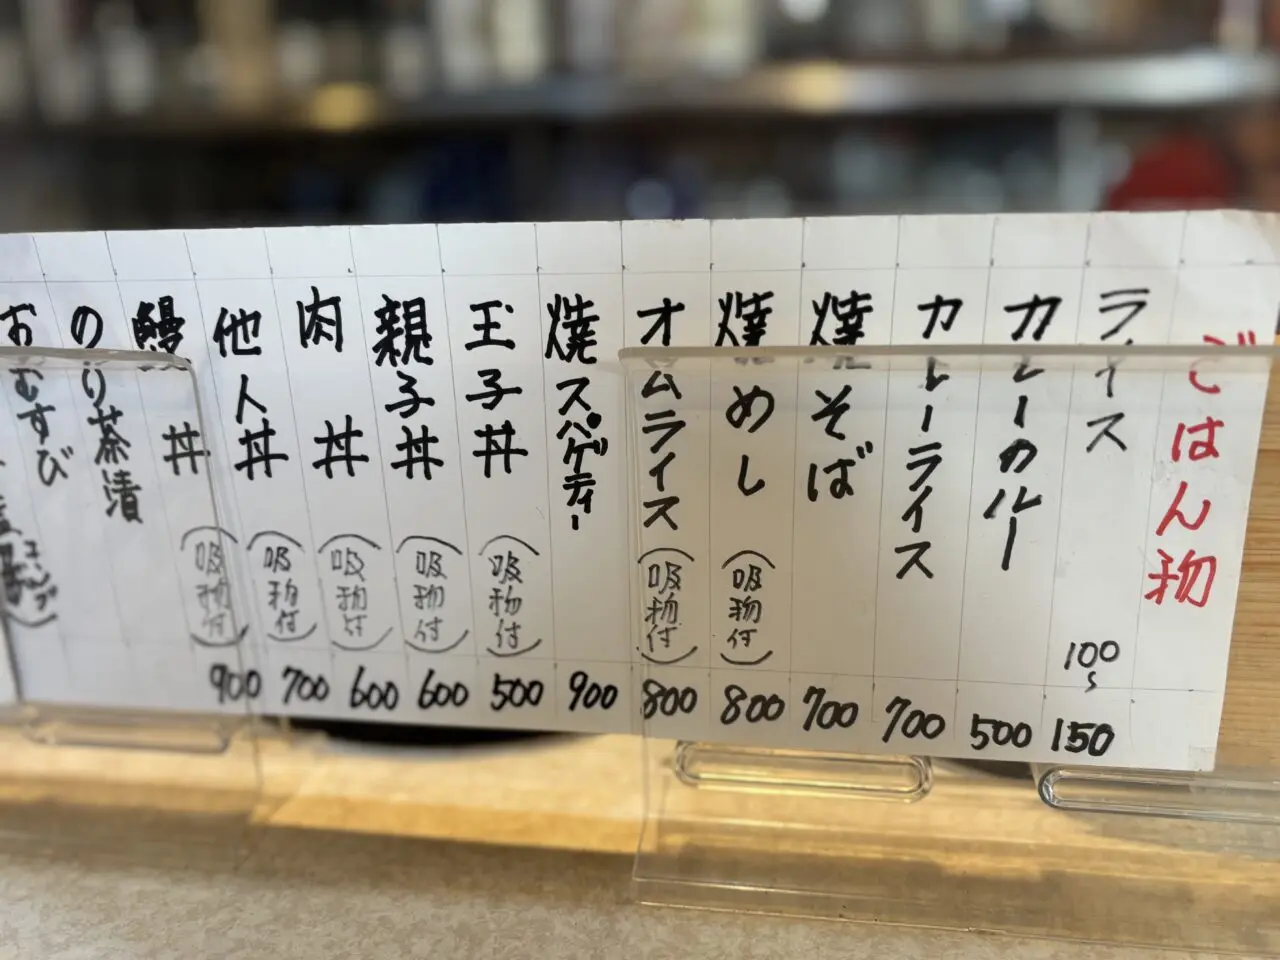 ごはん物
ライス 100〜150
カレーのルー 500
カレーライス 700
焼そば 700
焼めし (吸物付) 800
オムライス (吸物付) 800
焼スパゲティー 900
玉子丼 (吸物付) 500
親子丼 (吸物付) 600
肉丼 (吸物付) 600
他人丼 (吸物付) 700
鰻丼 (吸物付) 900
のり茶漬
おむすび